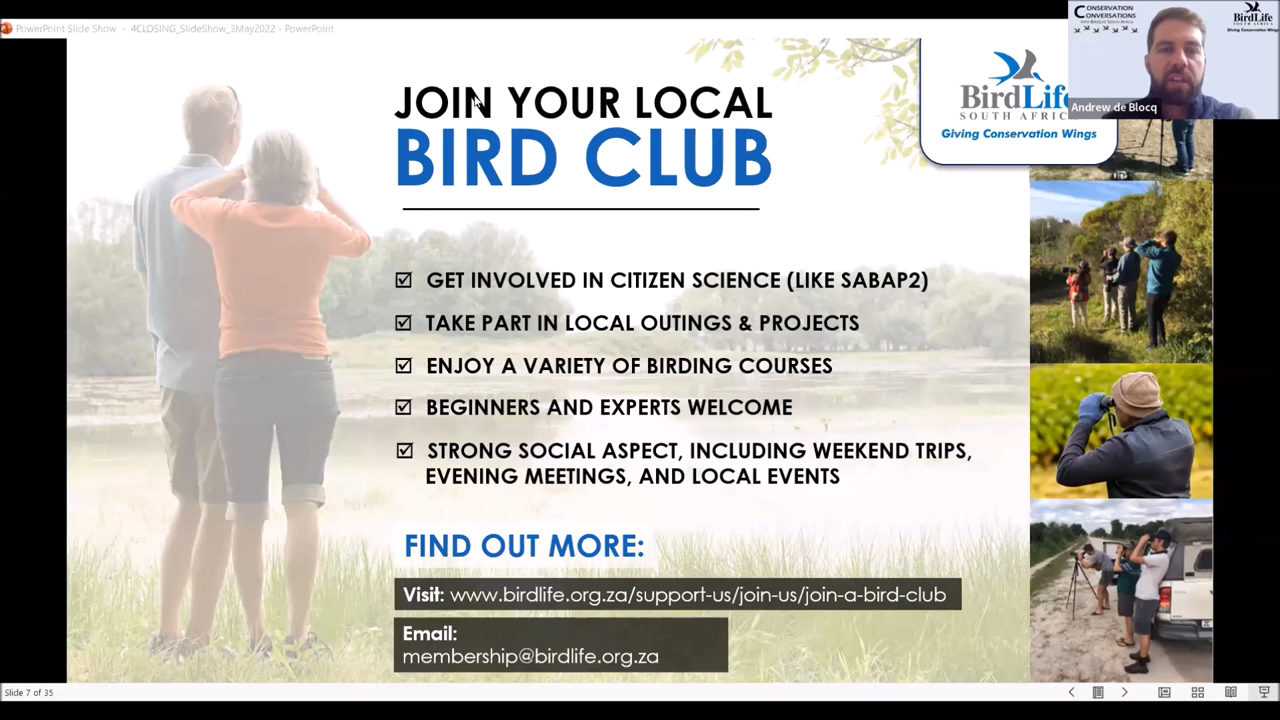 PowerPoint Slide Show - 4CLOSING_SlideShow_3May2022 - PowerPoint
CONSERVATION
CONVERSATIONS
WITH BIRDLIFE SOUTH AFRICA
BirdLife
SOUTH AFRICA
Giving Conservation Wings
Andrew de Blocq
JOIN YOUR LOCAL
BIRD CLUB
BirdLife
SOUTH AFRIC
Giving Conservation Wings
☑ GET INVOLVED IN CITIZEN SCIENCE (LIKE SABAP2)
☑ TAKE PART IN LOCAL OUTINGS & PROJECTS
☑ ENJOY A VARIETY OF BIRDING COURSES
☑ BEGINNERS AND EXPERTS WELCOME
☑ STRONG SOCIAL ASPECT, INCLUDING WEEKEND TRIPS,
EVENING MEETINGS, AND LOCAL EVENTS
FIND OUT MORE:
Visit: www.birdlife.org.za/support-us/join-us/join-a-bird-club
Email:
membership@birdlife.org.za
Slide 7 of 35